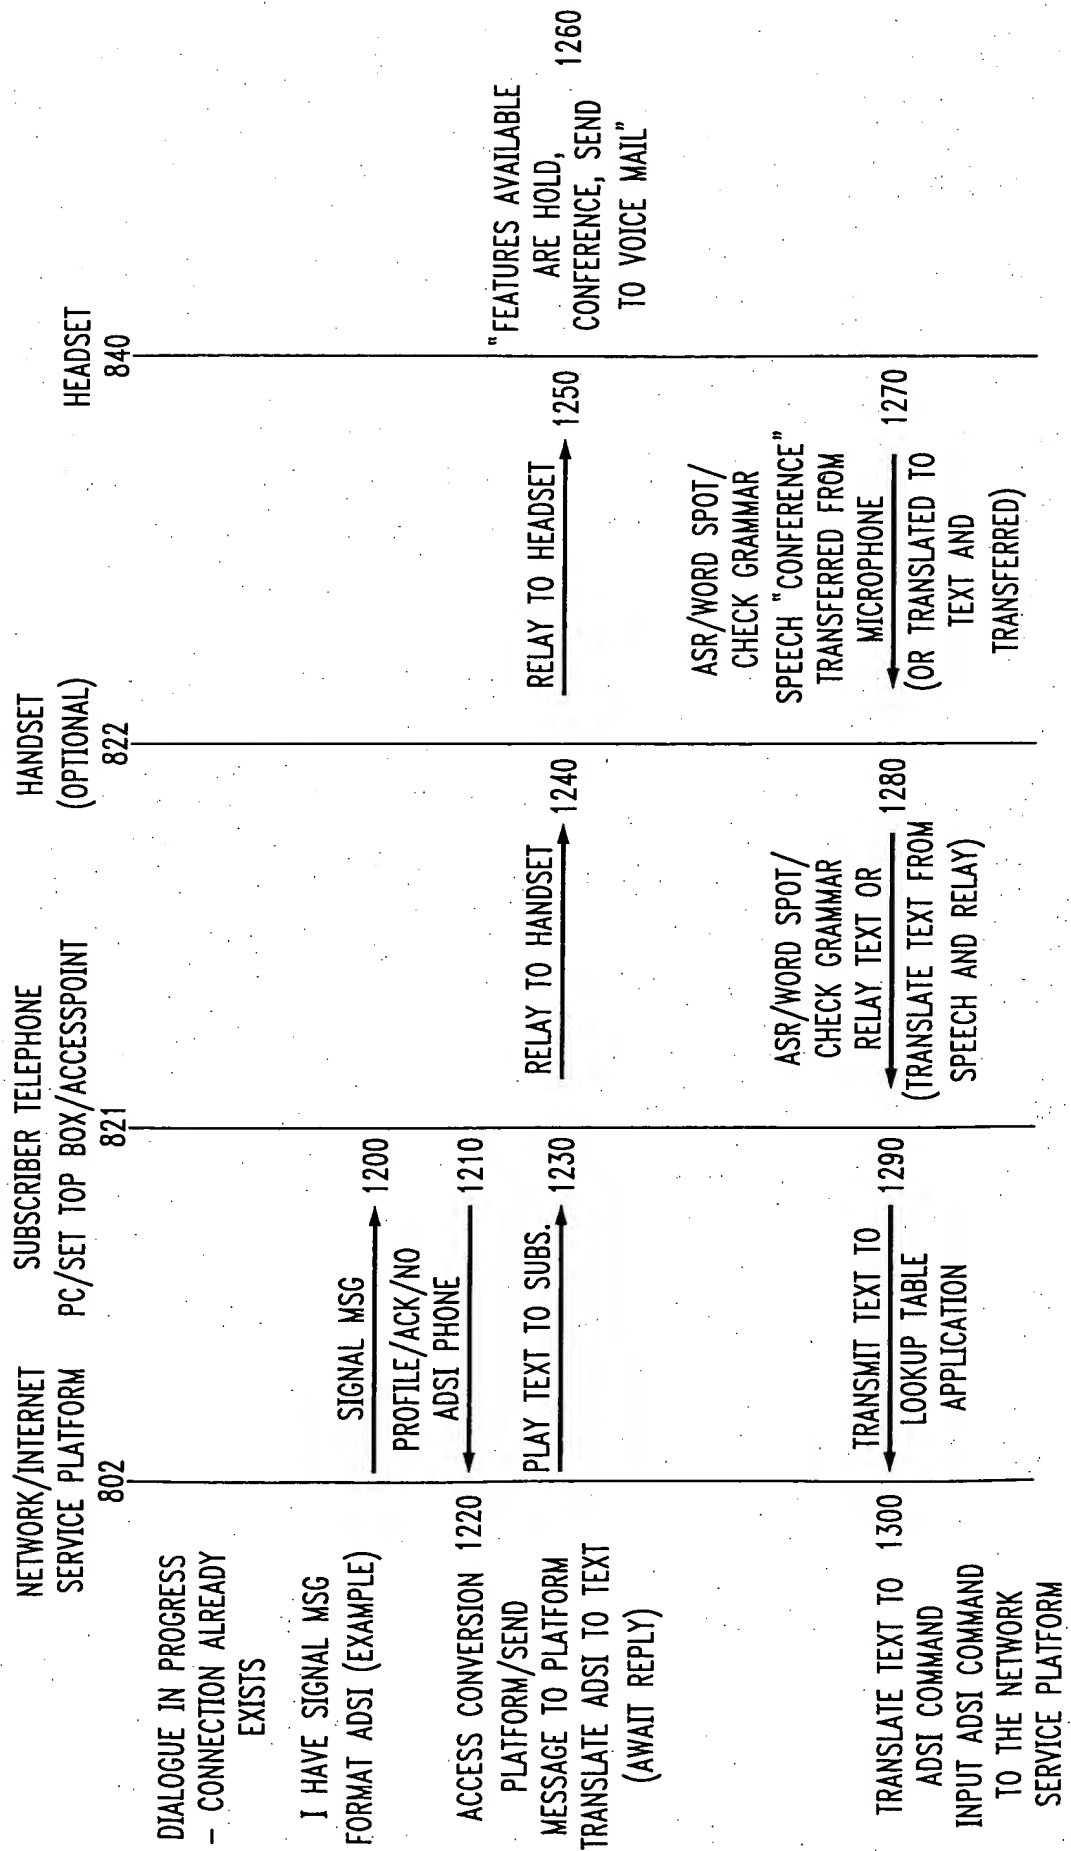 NETWORK/INTERNET
SERVICE PLATFORM
802
SUBSCRIBER TELEPHONE
PC/SET TOP BOX/ACCESSPOINT
821
HANDSET
(OPTIONAL)
822
HEADSET
840
DIALOGUE IN PROGRESS
- CONNECTION ALREADY
EXISTS
I HAVE SIGNAL MSG
FORMAT ADSI (EXAMPLE)
SIGNAL MSG
1200
PROFILE/ACK/NO
ADSI PHONE
1210
ACCESS CONVERSION 1220
PLATFORM/SEND
MESSAGE TO PLATFORM
TRANSLATE ADSI TO TEXT
(AWAIT REPLY)
PLAY TEXT TO SUBS.
1230
RELAY TO HANDSET
1240
RELAY TO HEADSET
1250
"FEATURES AVAILABLE
ARE HOLD,
CONFERENCE, SEND 1260
TO VOICE MAIL"
ASR/WORD SPOT/
CHECK GRAMMAR
SPEECH "CONFERENCE"
TRANSFERRED FROM
MICROPHONE
1270
(OR TRANSLATED TO
TEXT AND
TRANSFERRED)
ASR/WORD SPOT/
CHECK GRAMMAR
RELAY TEXT OR
1280
(TRANSLATE TEXT FROM
SPEECH AND RELAY)
TRANSMIT TEXT TO
1290
LOOKUP TABLE
APPLICATION
TRANSLATE TEXT TO 1300
ADSI COMMAND
INPUT ADSI COMMAND
TO THE NETWORK
SERVICE PLATFORM